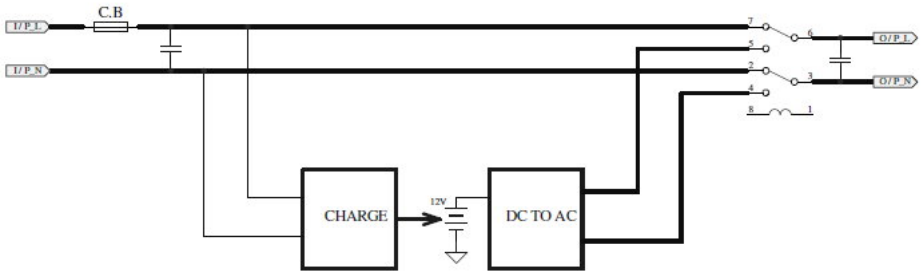 C.B
I/P_L
7
6
O/P_L
5
I/P_N
2
3
O/P_N
4
8
1
12V
CHARGE
DC TO AC